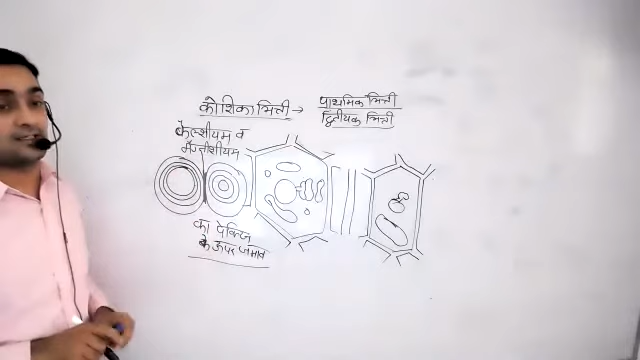 कोशिकाभित्ती → प्राथमिक भित्ती
द्वितीयक भित्ती
केल्शीयम व
मैग्नीशीयम
का पेक्टिन
के ऊपर जमाव